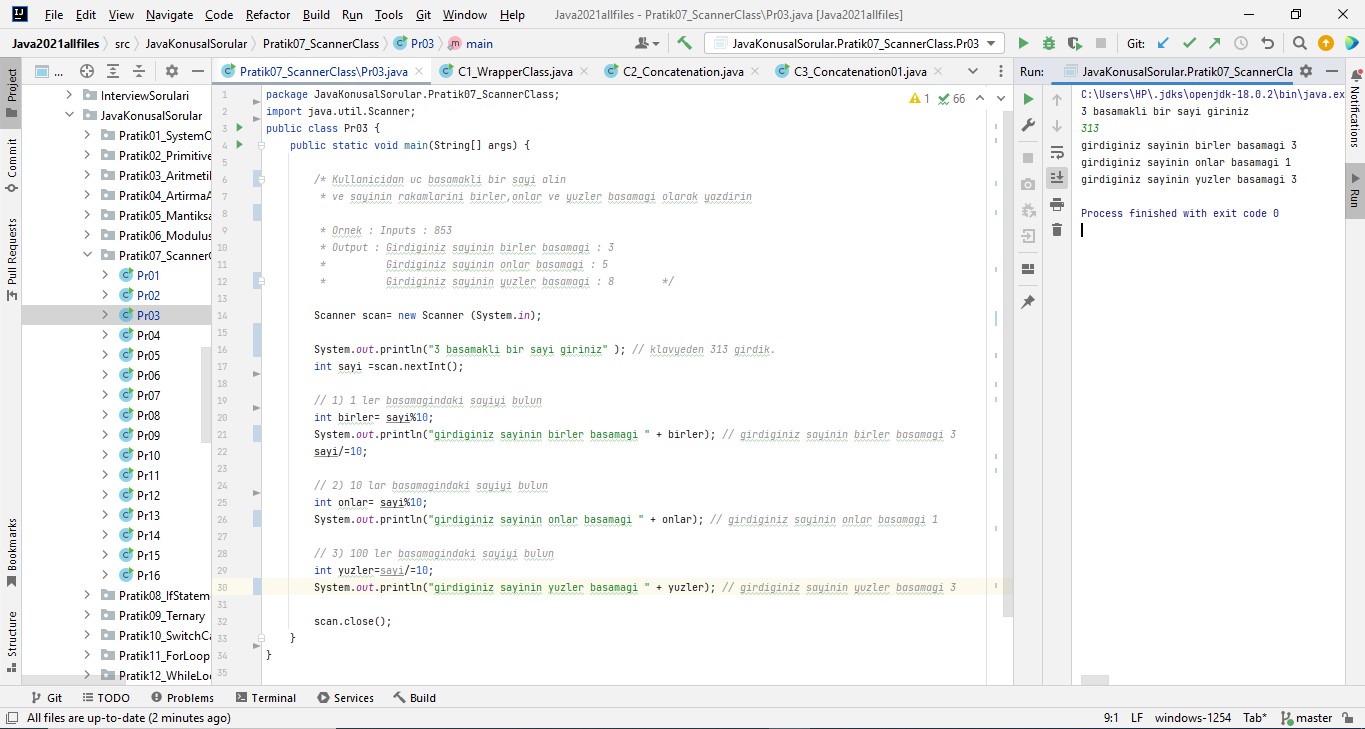 File Edit View Navigate Code Refactor Build Run Tools Git Window Help Java2021allfiles - Pratik07_ScannerClass\Pr03.java [Java2021allfiles]
Java2021allfiles src JavaKonusalSorular Pratik07_ScannerClass Pr03 main JavaKonusalSorular.Pratik07_ScannerClass.Pr03 Git:
Project
Commit
Pull Requests
Bookmarks
Structure
...
InterviewSorulari
JavaKonusalSorular
Pratik01_SystemO
Pratik02_Primitive
Pratik03_Aritmetil
Pratik04_ArtirmaA
Pratik05_Mantiksa
Pratik06_Modulus
Pratik07_Scanner
Pr01
Pr02
Pr03
Pr04
Pr05
Pr06
Pr07
Pr08
Pr09
Pr10
Pr11
Pr12
Pr13
Pr14
Pr15
Pr16
Pratik08_IfStatem
Pratik09_Ternary
Pratik10_SwitchCa
Pratik11_ForLoop
Pratik12_WhileLo
Pratik07_ScannerClass\Pr03.java C1_WrapperClass.java C2_Concatenation.java C3_Concatenation01.java
1 66
1 package JavaKonusalSorular.Pratik07_ScannerClass;
2 import java.util.Scanner;
3 public class Pr03 {
4 public static void main(String[] args) {
5
6 /* Kullanicidan uc basamakli bir sayi alin
7 * ve sayinin rakamlarini birler,onlar ve yuzler basamagi olarak yazdirin
8
9 * Ornek : Inputs : 853
10 * Output : Girdiginiz sayinin birler basamagi : 3
11 * Girdiginiz sayinin onlar basamagi : 5
12 * Girdiginiz sayinin yuzler basamagi : 8 */
13
14 Scanner scan= new Scanner (System.in);
15
16 System.out.println("3 basamakli bir sayi giriniz" ); // klavyeden 313 girdik.
17 int sayi =scan.nextInt();
18
19 // 1) 1 ler basamagindaki sayiyi bulun
20 int birler= sayi%10;
21 System.out.println("girdiginiz sayinin birler basamagi " + birler); // girdiginiz sayinin birler basamagi 3
22 sayi/=10;
23
24 // 2) 10 lar basamagindaki sayiyi bulun
25 int onlar= sayi%10;
26 System.out.println("girdiginiz sayinin onlar basamagi " + onlar); // girdiginiz sayinin onlar basamagi 1
27
28 // 3) 100 ler basamagindaki sayiyi bulun
29 int yuzler=sayi/=10;
30 System.out.println("girdiginiz sayinin yuzler basamagi " + yuzler); // girdiginiz sayinin yuzler basamagi 3
31
32 scan.close();
33 }
34 }
35
Run: JavaKonusalSorular.Pratik07_ScannerCla
C:\Users\HP\.jdks\openjdk-18.0.2\bin\java.ex
3 basamakli bir sayi giriniz
313
girdiginiz sayinin birler basamagi 3
girdiginiz sayinin onlar basamagi 1
girdiginiz sayinin yuzler basamagi 3
Process finished with exit code 0
Notifications
Run
Git TODO Problems Terminal Services Build
All files are up-to-date (2 minutes ago) 9:1 LF windows-1254 Tab* master